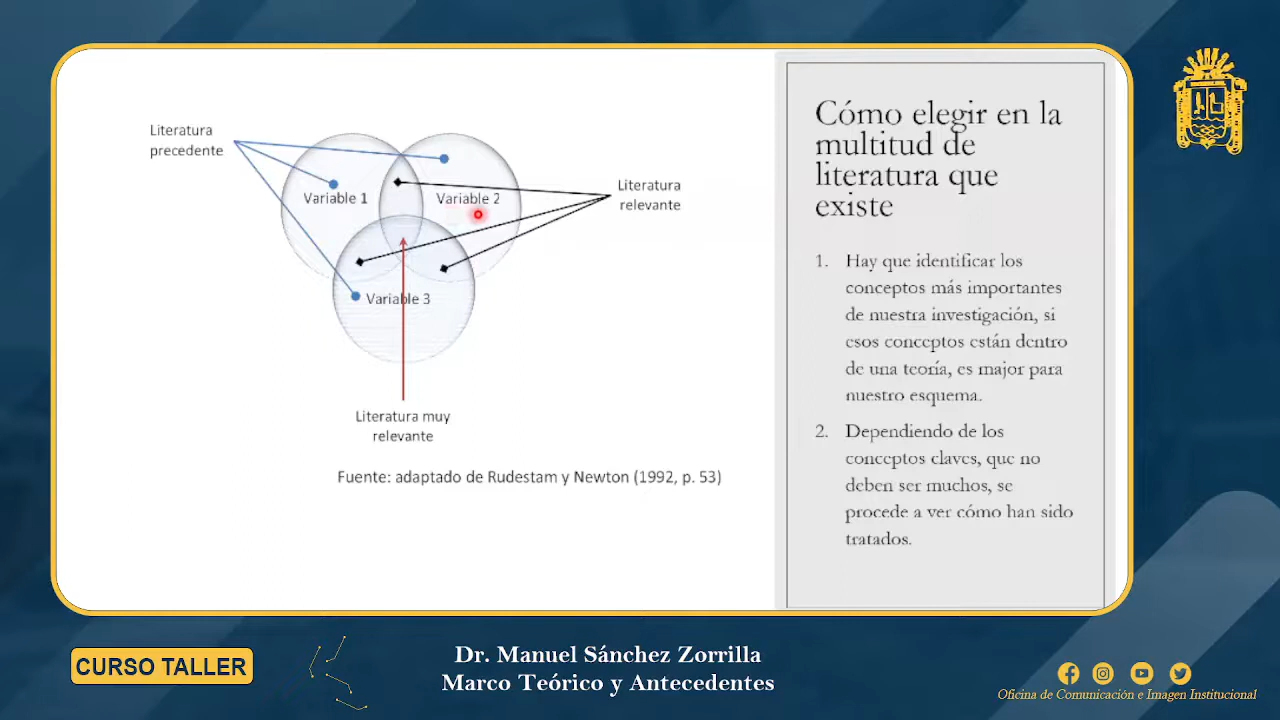 Literatura
precedente
Variable 1
Variable 2
Literatura
relevante
Variable 3
Literatura muy
relevante
Fuente: adaptado de Rudestam y Newton (1992, p. 53)
Cómo elegir en la
multitud de
literatura que
existe
1. Hay que identificar los
conceptos más importantes
de nuestra investigación, si
esos conceptos están dentro
de una teoría, es major para
nuestro esquema.
2. Dependiendo de los
conceptos claves, que no
deben ser muchos, se
procede a ver cómo han sido
tratados.
CURSO TALLER
Dr. Manuel Sánchez Zorrilla
Marco Teórico y Antecedentes
Oficina de Comunicación e Imagen Institucional